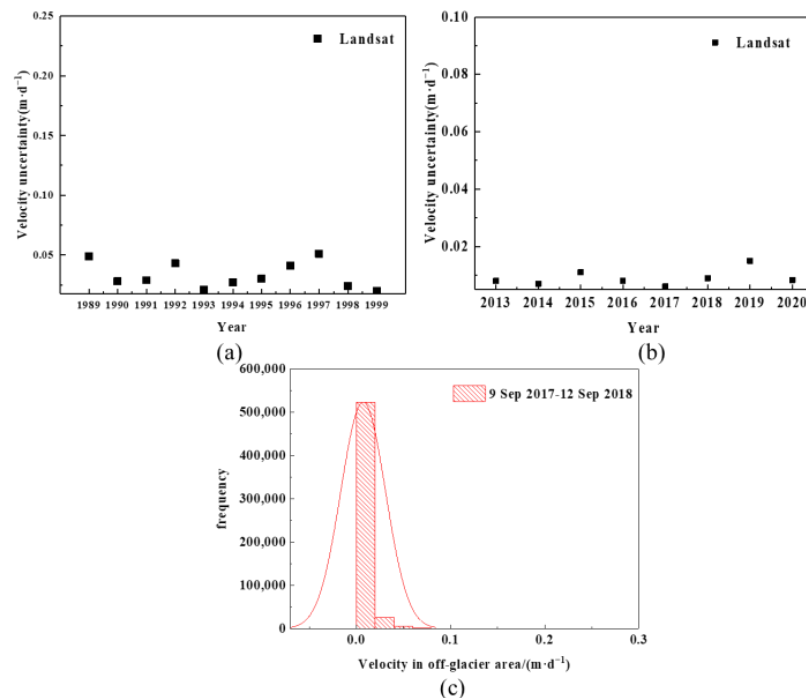 0.25
0.20
0.15
0.10
0.05
Velocity uncertainty(m·d⁻¹)
Landsat
1989 1990 1991 1992 1993 1994 1995 1996 1997 1998 1999
Year
(a)
0.10
0.08
0.06
0.04
0.02
Velocity uncertainty(m·d⁻¹)
Landsat
2013 2014 2015 2016 2017 2018 2019 2020
Year
(b)
600,000
500,000
400,000
300,000
200,000
100,000
0
frequency
9 Sep 2017-12 Sep 2018
0.0 0.1 0.2 0.3
Velocity in off-glacier area/(m·d⁻¹)
(c)